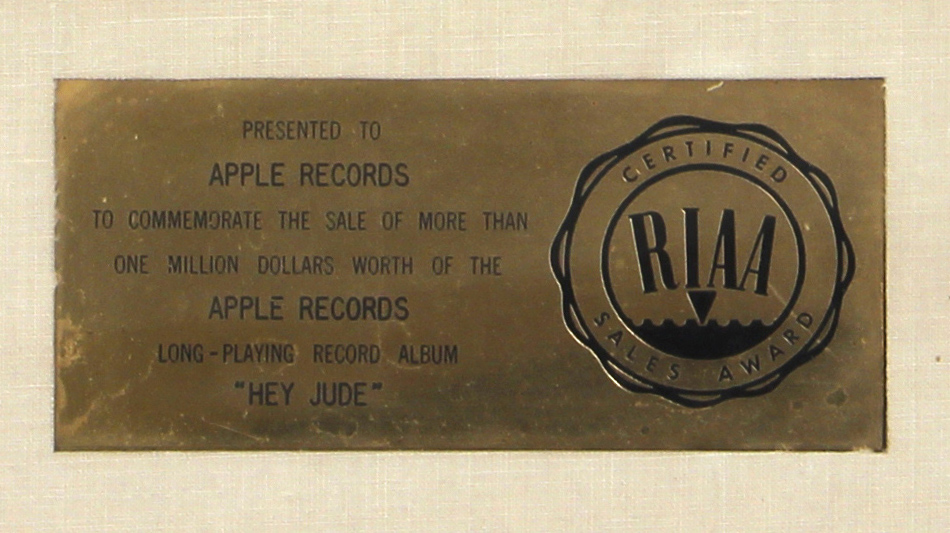 PRESENTED TO
APPLE RECORDS
TO COMMEMORATE THE SALE OF MORE THAN
ONE MILLION DOLLARS WORTH OF THE
APPLE RECORDS
LONG-PLAYING RECORD ALBUM
"HEY JUDE"
CERTIFIED
RIAA
SALES AWARD